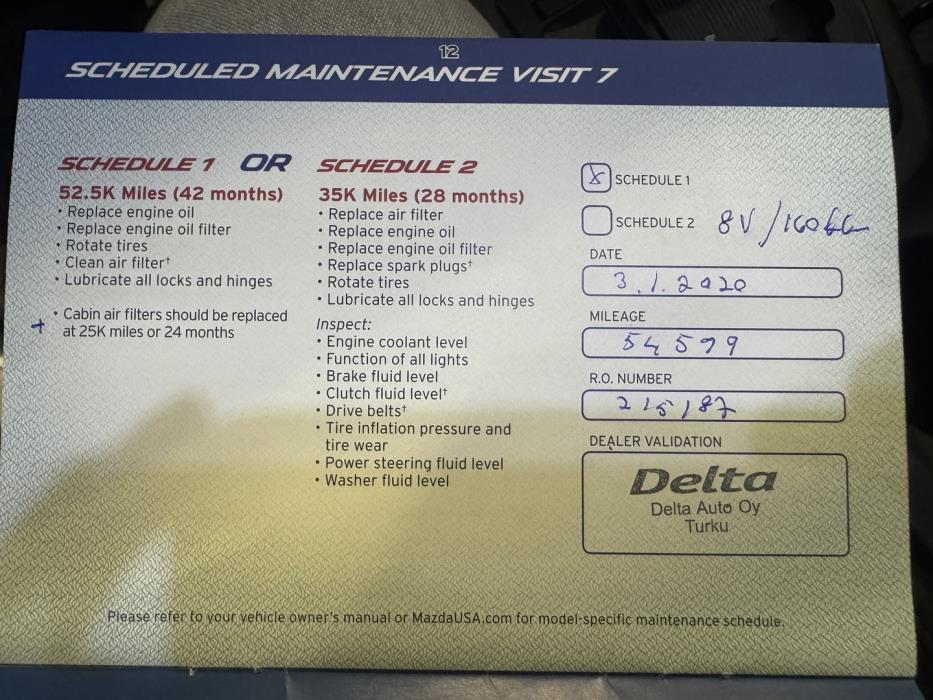 12
SCHEDULED MAINTENANCE VISIT 7
SCHEDULE 1 OR SCHEDULE 2
52.5K Miles (42 months)
• Replace engine oil
• Replace engine oil filter
• Rotate tires
• Clean air filter†
• Lubricate all locks and hinges
+ • Cabin air filters should be replaced
at 25K miles or 24 months
35K Miles (28 months)
• Replace air filter
• Replace engine oil
• Replace engine oil filter
• Replace spark plugs†
• Rotate tires
• Lubricate all locks and hinges
Inspect:
• Engine coolant level
• Function of all lights
• Brake fluid level
• Clutch fluid level†
• Drive belts†
• Tire inflation pressure and
tire wear
• Power steering fluid level
• Washer fluid level
X SCHEDULE 1
SCHEDULE 2 8V/160
DATE
3.1.2020
MILEAGE
54599
R.O. NUMBER
215187
DEALER VALIDATION
Delta
Delta Auto Oy
Turku
Please refer to your vehicle owner's manual or MazdaUSA.com for model-specific maintenance schedule.